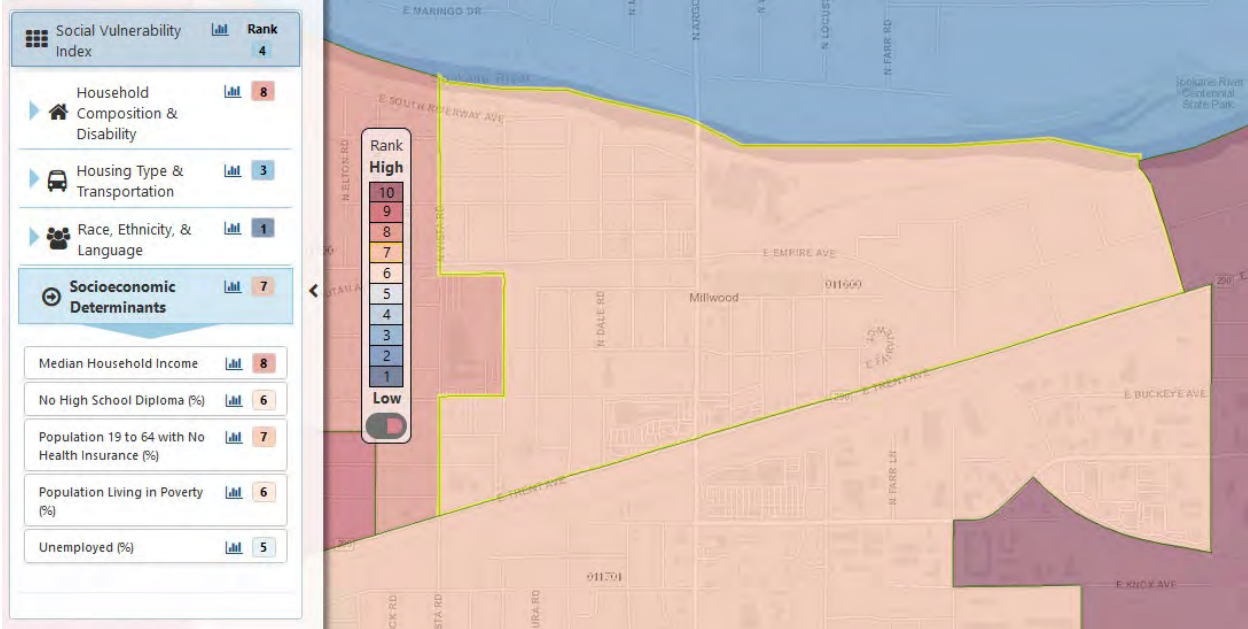 Social Vulnerability
Index
Rank
4
Household
Composition &
Disability
8
Housing Type &
Transportation
3
Race, Ethnicity, &
Language
1
Socioeconomic
Determinants
7
Median Household Income
8
No High School Diploma (%)
6
Population 19 to 64 with No
Health Insurance (%)
7
Population Living in Poverty
(%)
6
Unemployed (%)
5
Rank
High
10
9
8
7
6
5
4
3
2
1
Low
E MARINGO DR
N LOCUST
N FARR RD
Spokane River
Spokane River
Centennial
State Park
E SOUTH RIVERWAY AVE
N ELTON RD
N VISTA RD
E EMPIRE AVE
011600
Millwood
N DALE RD
E TRENT AVE
290
290
E BUCKEYE AVE
E TRENT AVE
N FARR LN
290
011701
E KNOX AVE